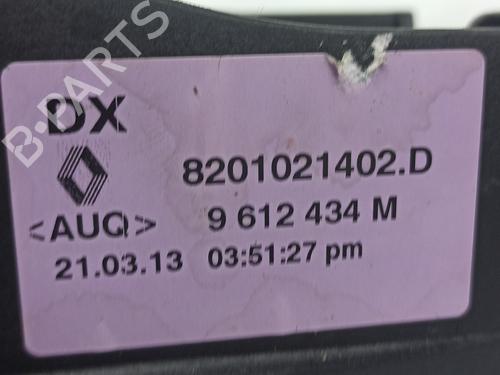 B-PARTS
DX
8201021402.D
<AUQ> 9 612 434 M
21.03.13 03:51:27 pm